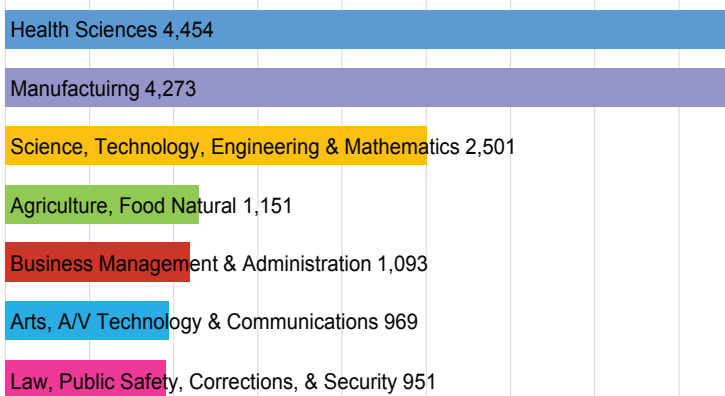 Health Sciences 4,454
Manufactuirng 4,273
Science, Technology, Engineering & Mathematics 2,501
Agriculture, Food Natural 1,151
Business Management & Administration 1,093
Arts, A/V Technology & Communications 969
Law, Public Safety, Corrections, & Security 951